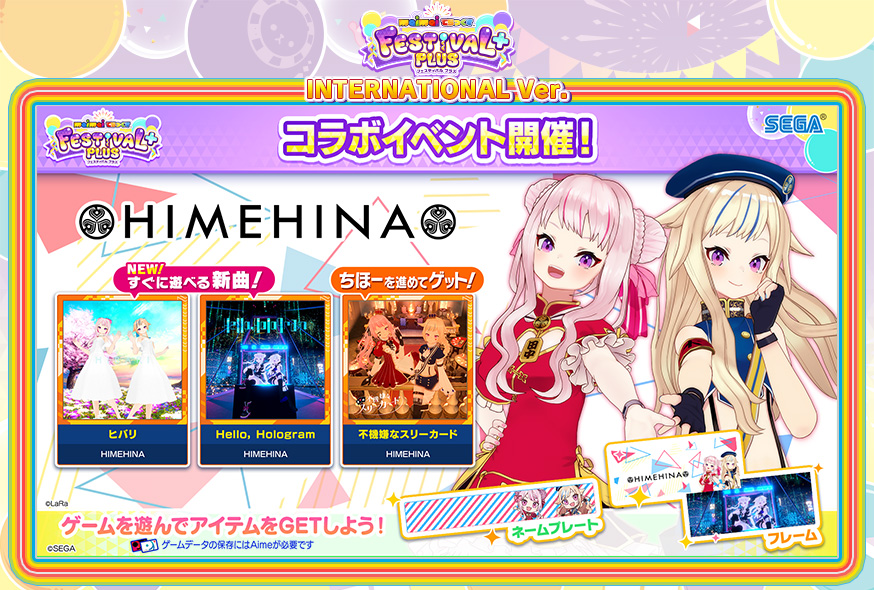 maimai でらっくす
FESTiVAL+
PLUS
フェスティバル プラス
INTERNATIONAL Ver.
maimai でらっくす
FESTiVAL+
PLUS
フェスティバル プラス
コラボイベント開催!
SEGA®
HIMEHINA
NEW!
すぐに遊べる新曲!
ちほーを進めてゲット!
田中
Hello, Hologram
ヒバリ
HIMEHINA
Hello, Hologram
HIMEHINA
不機嫌なスリーカード
HIMEHINA
©LaRa
ゲームを遊んでアイテムをGETしよう!
©SEGA
ゲームデータの保存にはAimeが必要です
ネームプレート
HIMEHINA
フレーム